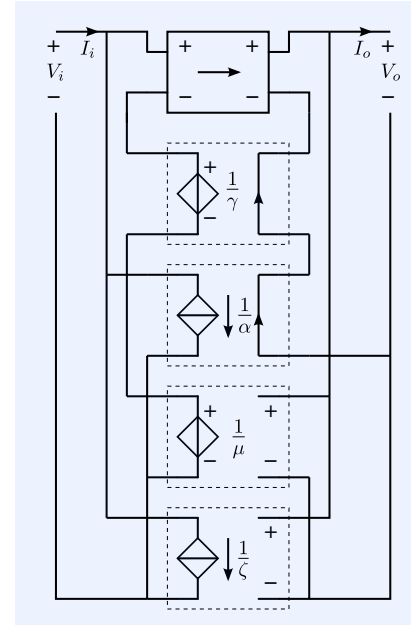 + + + +
I_i I_o
V_i V_o
− − − −
+
1/γ
−
1/α
+ +
1/μ
− −
+
1/ζ
−